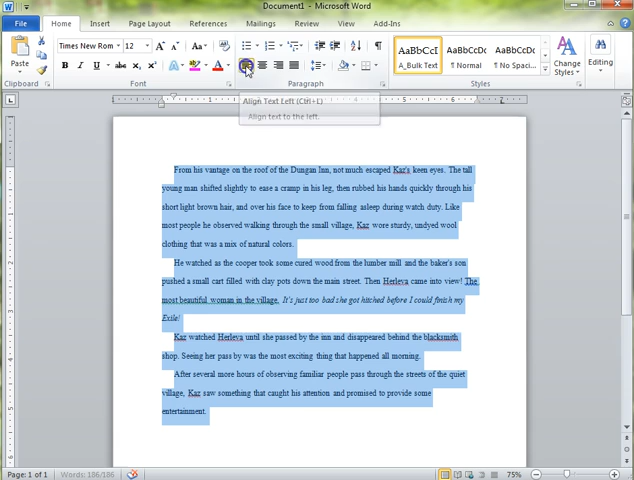 Document1 - Microsoft Word
File Home Insert Page Layout References Mailings Review View Add-Ins
Times New Rom 12 Aa
Paste
B I U abc x₂ x² A
Clipboard Font Paragraph Styles
AaBbCcI AaBbCcDc AaBbCcDc
A_Bulk Text ¶ Normal ¶ No Spaci...
Change Styles
Editing
Align Text Left (Ctrl+L)
Align text to the left.
From his vantage on the roof of the Dungan Inn, not much escaped Kaz's keen eyes. The tall
young man shifted slightly to ease a cramp in his leg, then rubbed his hands quickly through his
short light brown hair, and over his face to keep from falling asleep during watch duty. Like
most people he observed walking through the small village, Kaz wore sturdy, undyed wool
clothing that was a mix of natural colors.
He watched as the cooper took some cured wood from the lumber mill and the baker's son
pushed a small cart filled with clay pots down the main street. Then Herleva came into view! The
most beautiful woman in the village. It's just too bad she got hitched before I could finish my
Exile!
Kaz watched Herleva until she passed by the inn and disappeared behind the blacksmith
shop. Seeing her pass by was the most exciting thing that happened all morning.
After several more hours of observing familiar people pass through the streets of the quiet
village, Kaz saw something that caught his attention and promised to provide some
entertainment.
Page: 1 of 1 Words: 186/186 75%